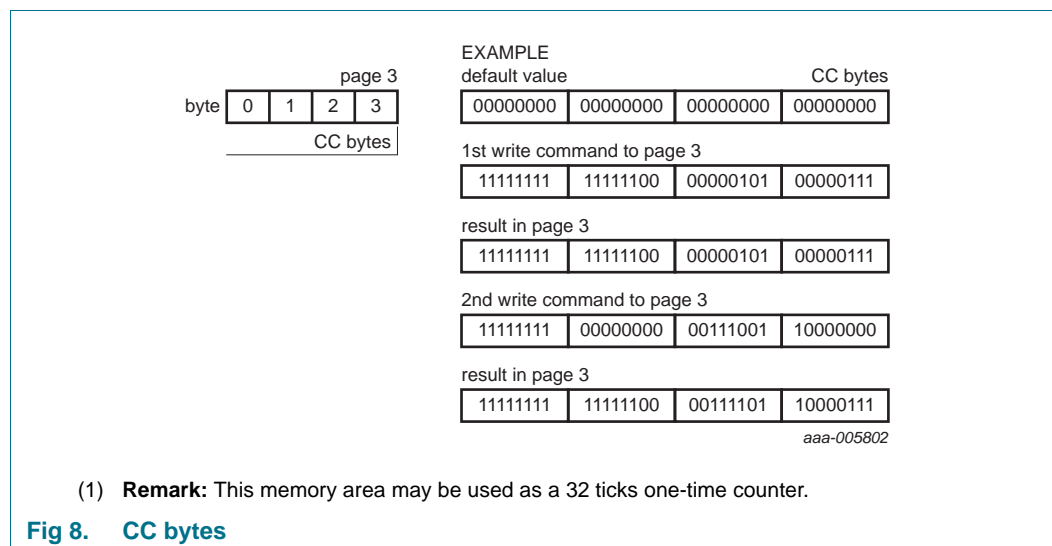 page 3
byte 0 1 2 3
CC bytes
EXAMPLE
default value CC bytes
00000000 00000000 00000000 00000000
1st write command to page 3
11111111 11111100 00000101 00000111
result in page 3
11111111 11111100 00000101 00000111
2nd write command to page 3
11111111 00000000 00111001 10000000
result in page 3
11111111 11111100 00111101 10000111
aaa-005802
(1) Remark: This memory area may be used as a 32 ticks one-time counter.
Fig 8. CC bytes